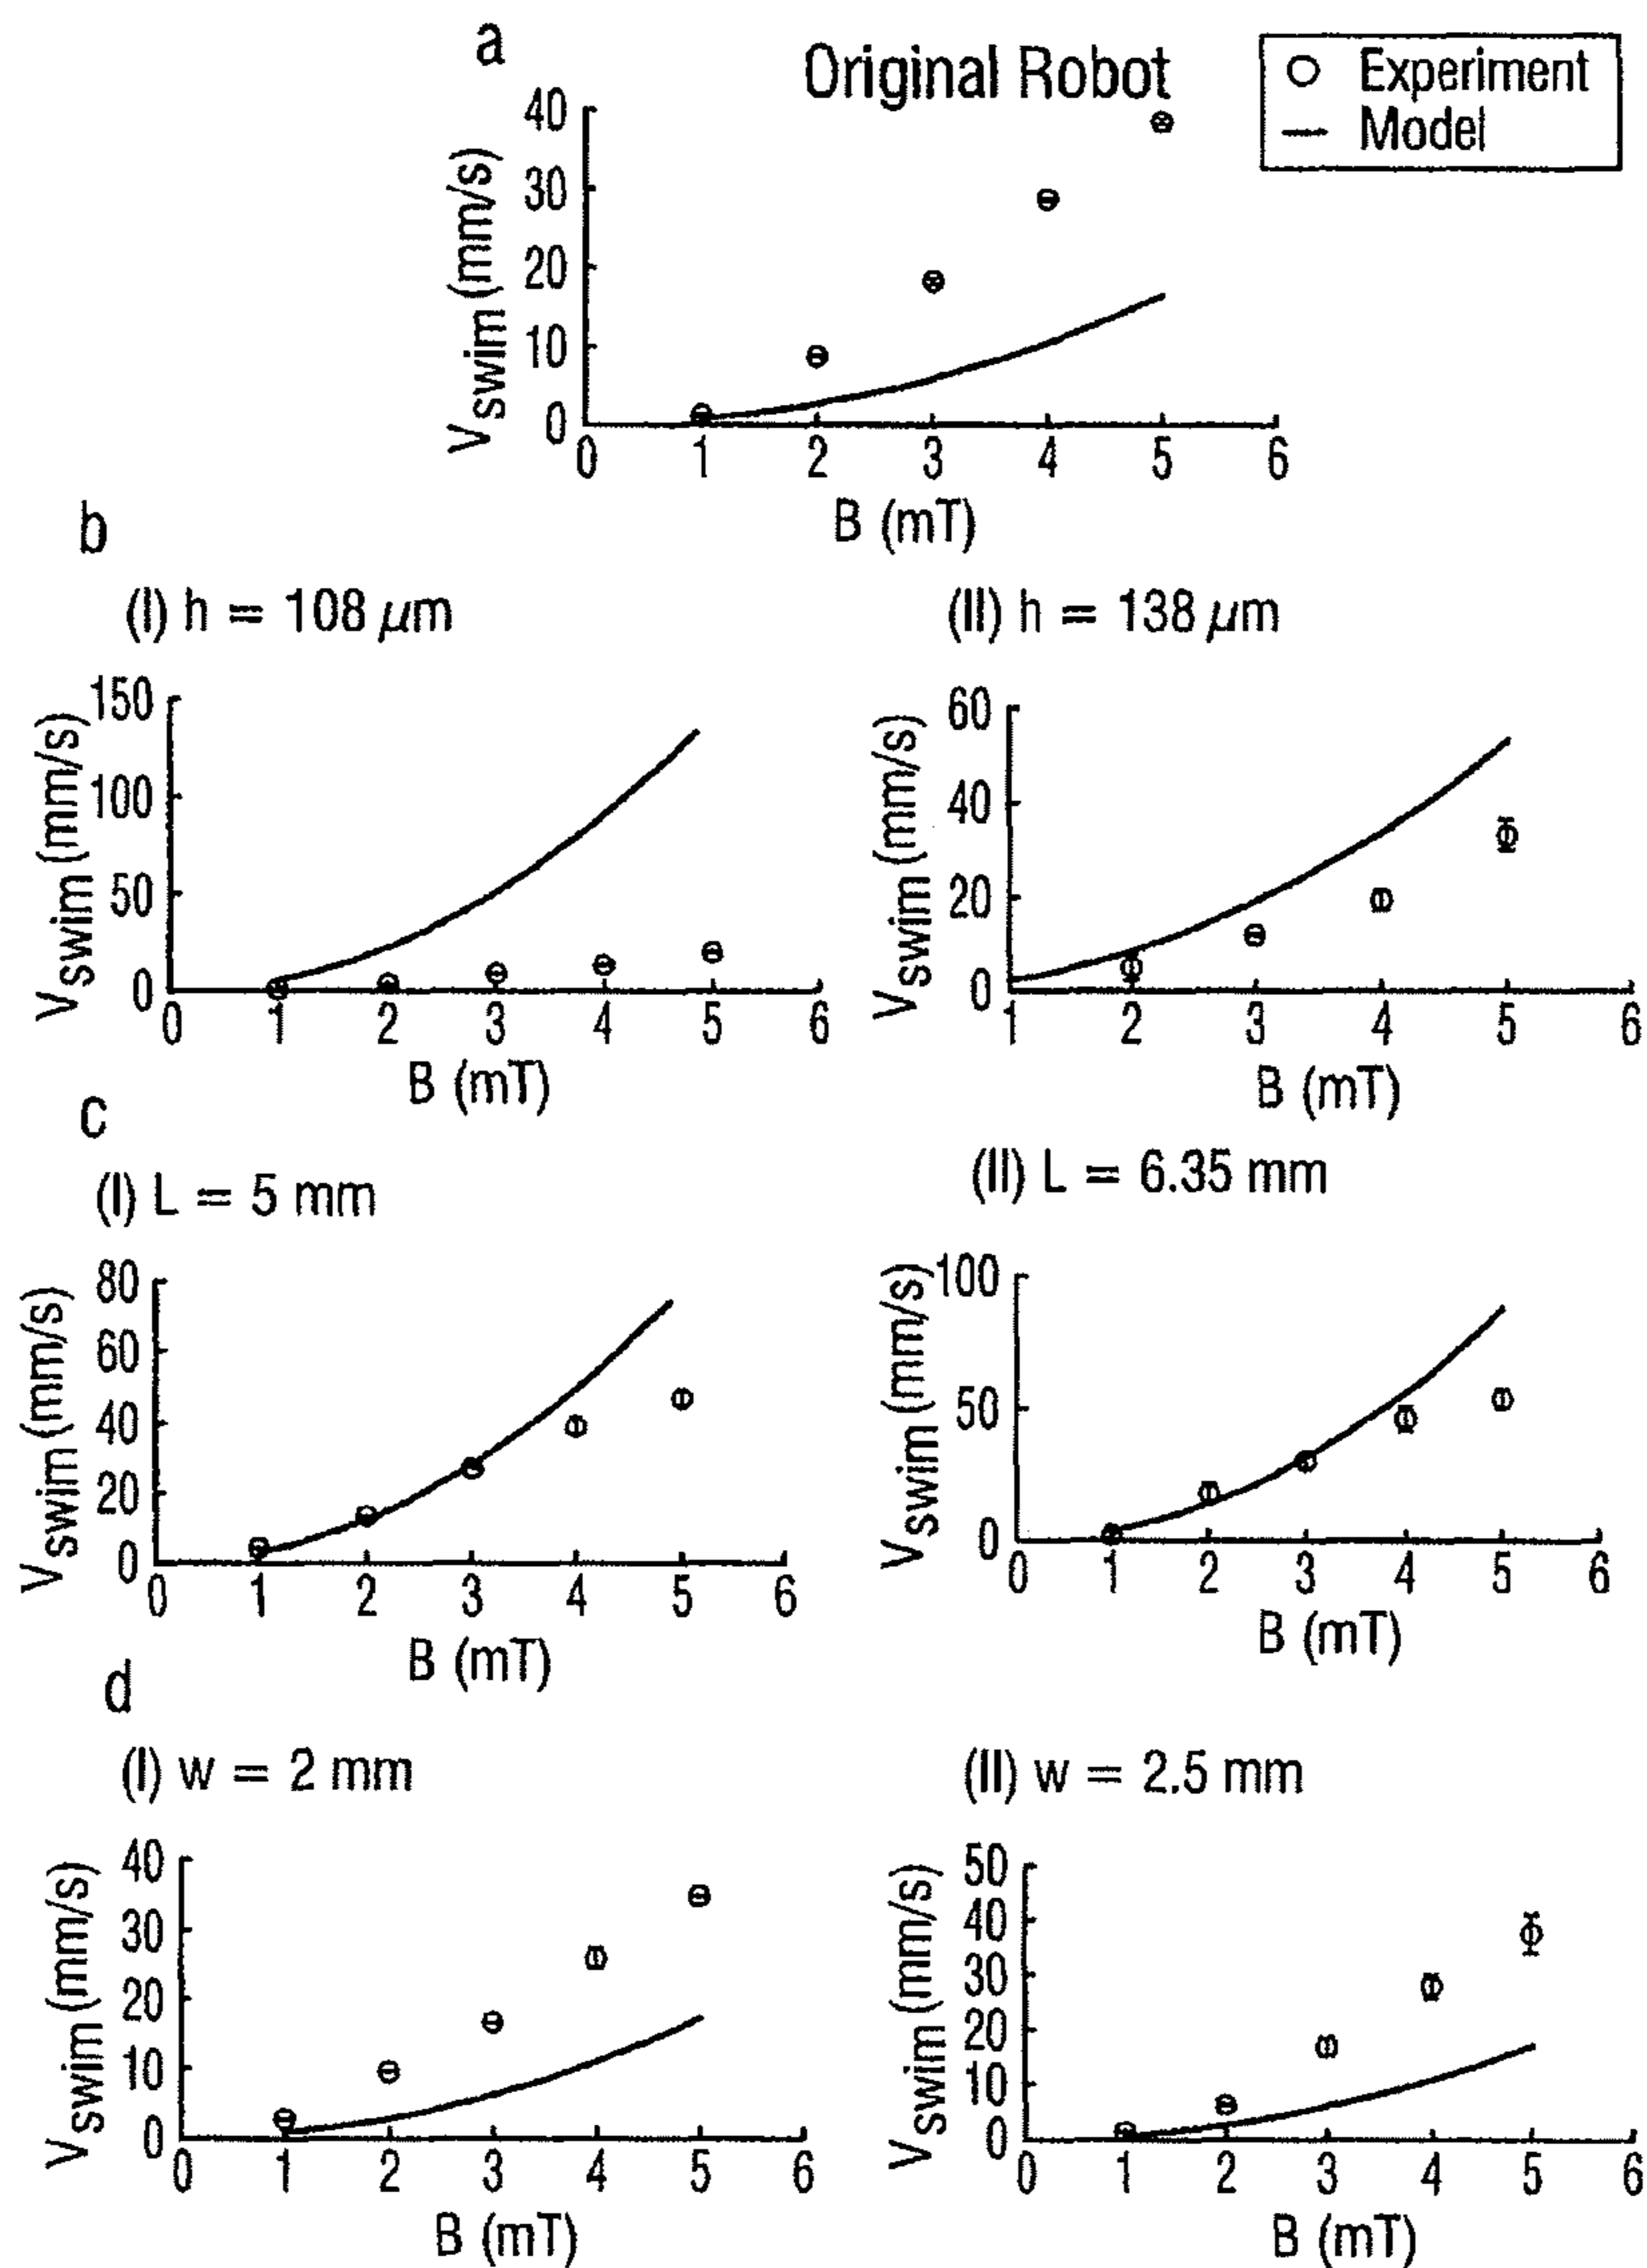 a
Original Robot
○ Experiment
— Model
40
30
20
10
0
Vswim (mm/s)
0 1 2 3 4 5 6
B (mT)
b
(I) h = 108 μm
150
100
50
0
Vswim (mm/s)
0 1 2 3 4 5 6
B (mT)
(II) h = 138 μm
60
40
20
0
Vswim (mm/s)
1 2 3 4 5 6
B (mT)
c
(I) L = 5 mm
80
60
40
20
0
Vswim (mm/s)
0 1 2 3 4 5 6
B (mT)
(II) L = 6.35 mm
100
50
0
Vswim (mm/s)
0 1 2 3 4 5 6
B (mT)
d
(I) w = 2 mm
40
30
20
10
0
Vswim (mm/s)
0 1 2 3 4 5 6
B (mT)
(II) w = 2.5 mm
50
40
30
20
10
0
Vswim (mm/s)
0 1 2 3 4 5 6
B (mT)